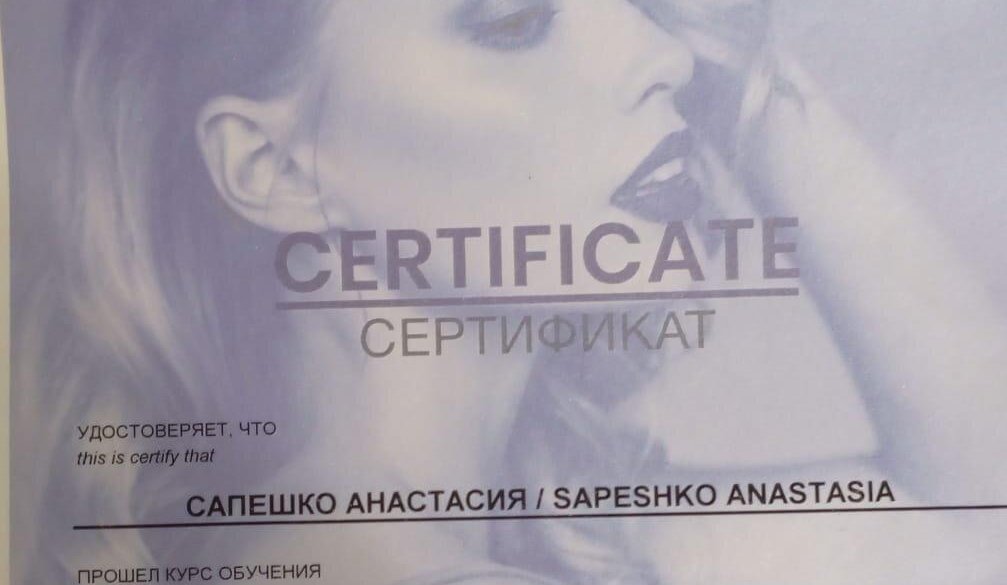 CERTIFICATE
СЕРТИФИКАТ
УДОСТОВЕРЯЕТ, ЧТО
this is certify that
САПЕШКО АНАСТАСИЯ / SAPESHKO ANASTASIA
ПРОШЕЛ КУРС ОБУЧЕНИЯ